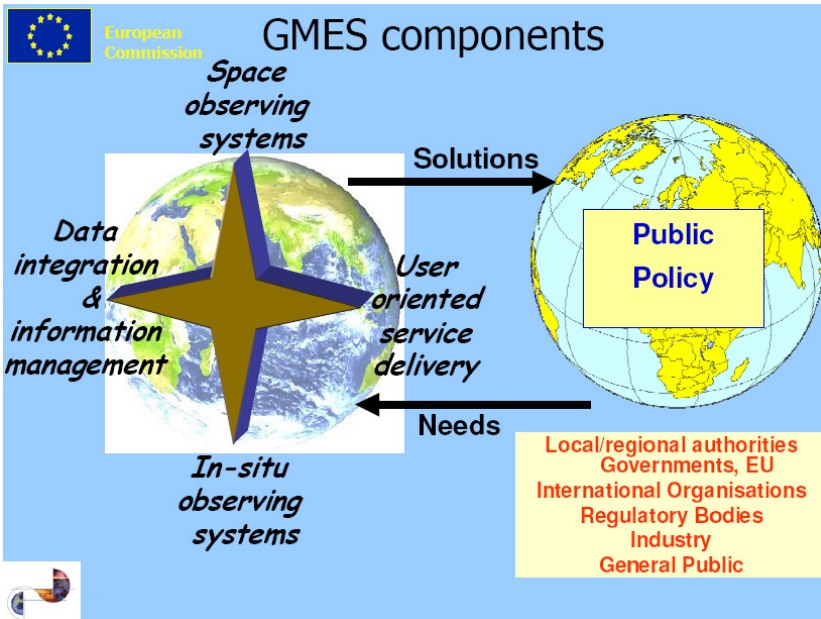 European
Commission
GMES components
Space
observing
systems
Solutions
Data
integration
&
information
management
User
oriented
service
delivery
Public
Policy
Needs
In-situ
observing
systems
Local/regional authorities
Governments, EU
International Organisations
Regulatory Bodies
Industry
General Public